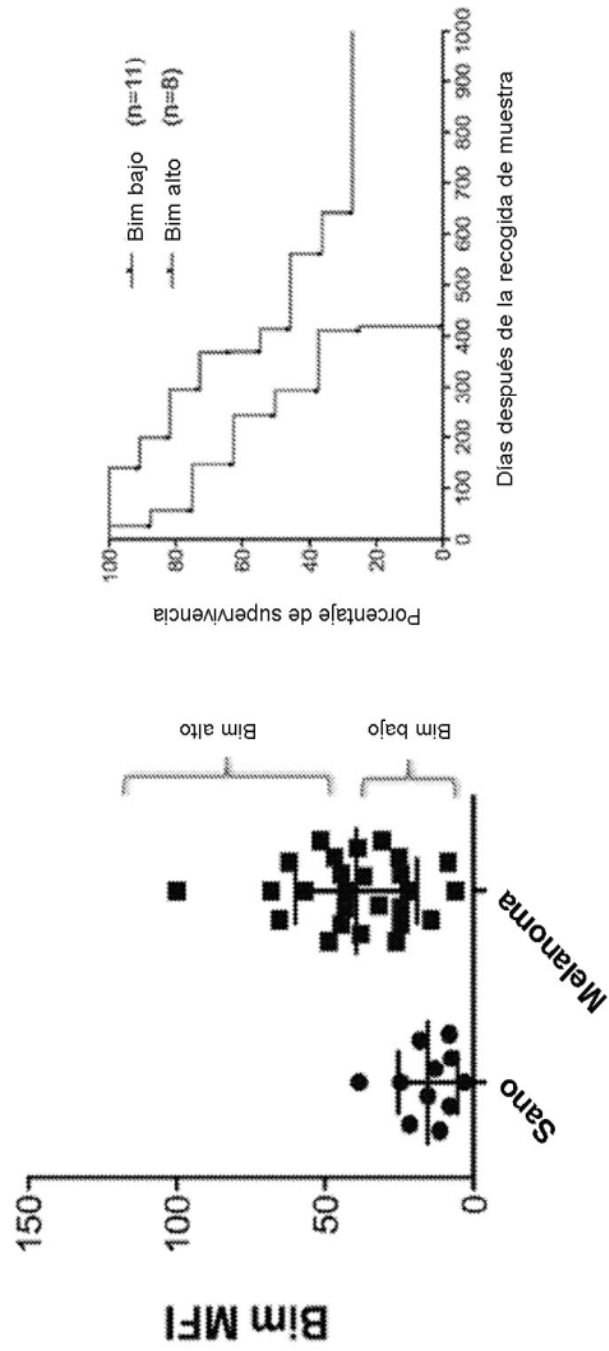 Bim MFI
150
100
50
0
Sano
Melanoma
Bim alto
Bim bajo
Porcentaje de supervivencia
100
80
60
40
20
0
0 100 200 300 400 500 600 700 800 900 1000
Días después de la recogida de muestra
Bim bajo (n=11)
Bim alto (n=8)